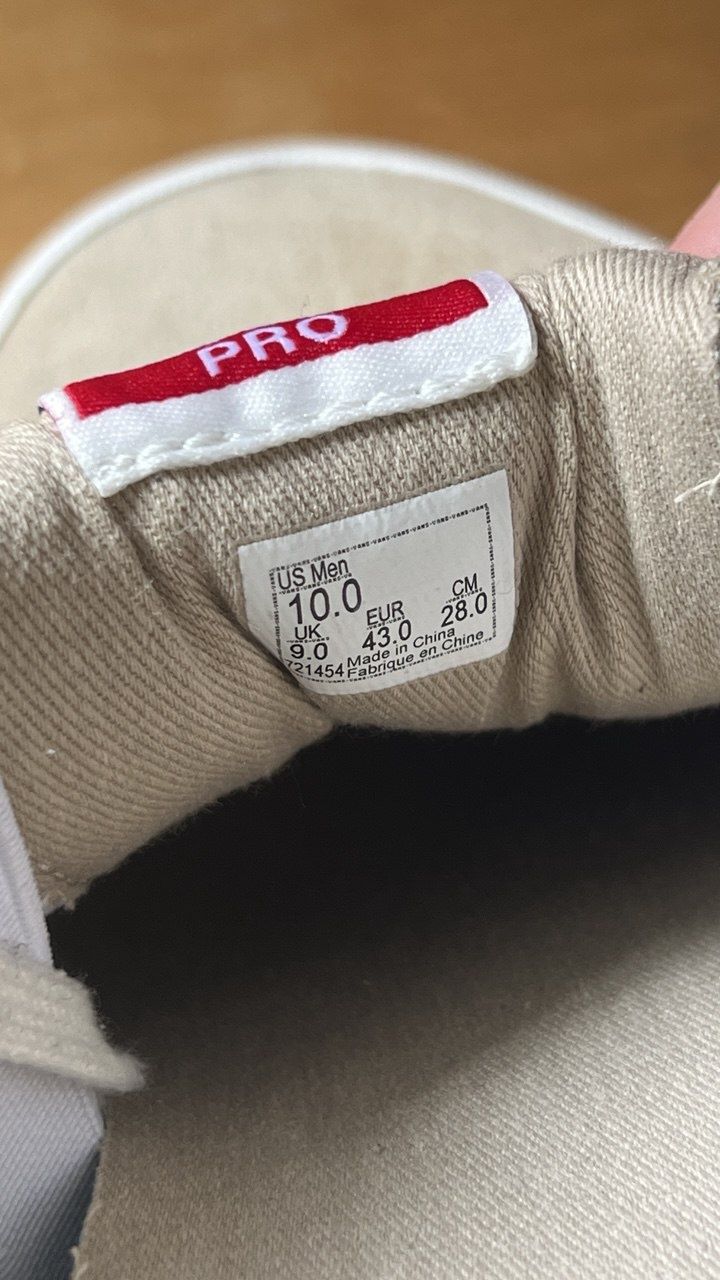 PRO
US Men
10.0
UK
9.0
EUR
43.0
CM
28.0
721454 Made in China
Fabrique en Chine